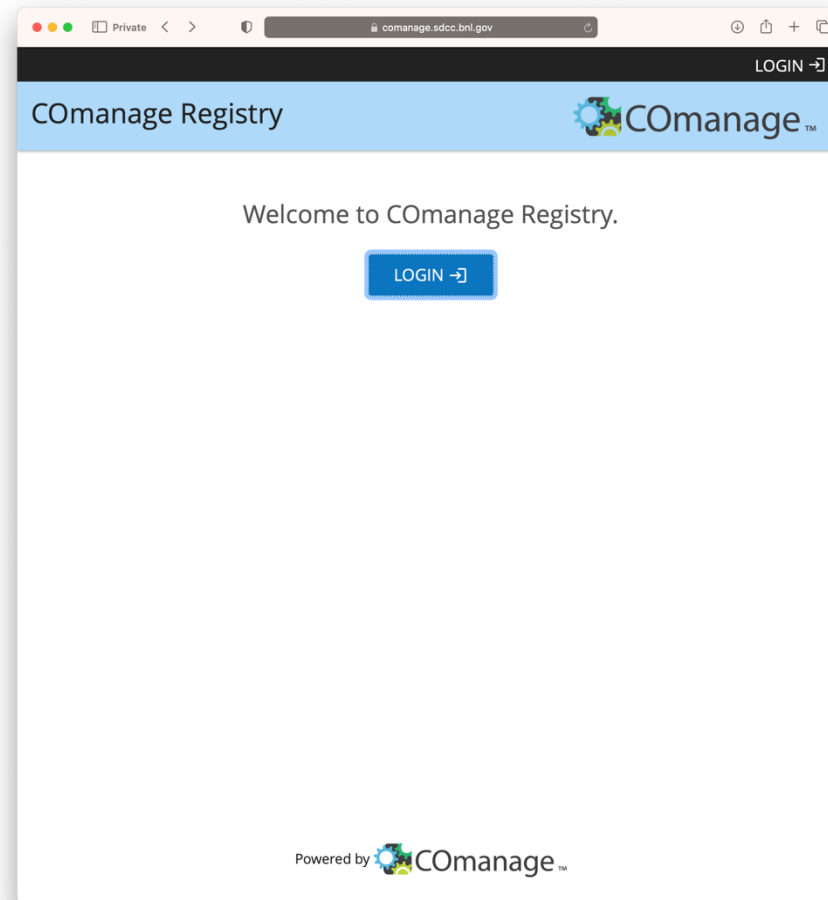 Private
comanage.sdcc.bnl.gov
LOGIN
COmanage Registry
COmanage™
Welcome to COmanage Registry.
LOGIN
Powered by COmanage™